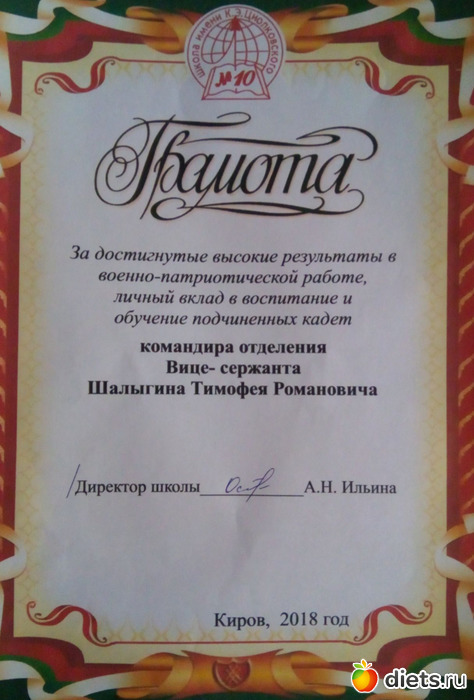 школа имени К.Э.Циолковского
№10
Грамота
За достигнутые высокие результаты в
военно-патриотической работе,
личный вклад в воспитание и
обучение подчиненных кадет
командира отделения
Вице- сержанта
Шалыгина Тимофея Романовича
Директор школы А.Н. Ильина
Киров, 2018 год
diets.ru